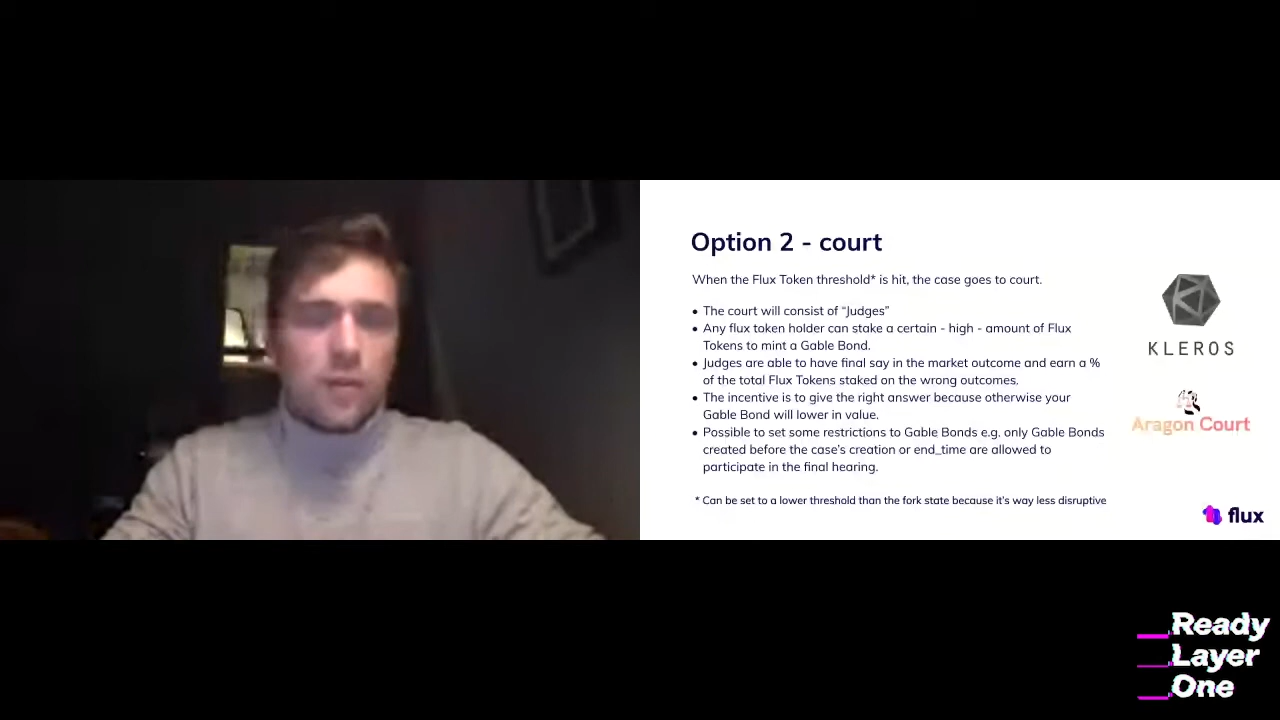 Option 2 - court
When the Flux Token threshold* is hit, the case goes to court.
• The court will consist of “Judges”
• Any flux token holder can stake a certain - high - amount of Flux
Tokens to mint a Gable Bond.
• Judges are able to have final say in the market outcome and earn a %
of the total Flux Tokens staked on the wrong outcomes.
• The incentive is to give the right answer because otherwise your
Gable Bond will lower in value.
• Possible to set some restrictions to Gable Bonds e.g. only Gable Bonds
created before the case’s creation or end_time are allowed to
participate in the final hearing.
* Can be set to a lower threshold than the fork state because it’s way less disruptive
KLEROS
Aragon Court
flux
Ready
Layer
One